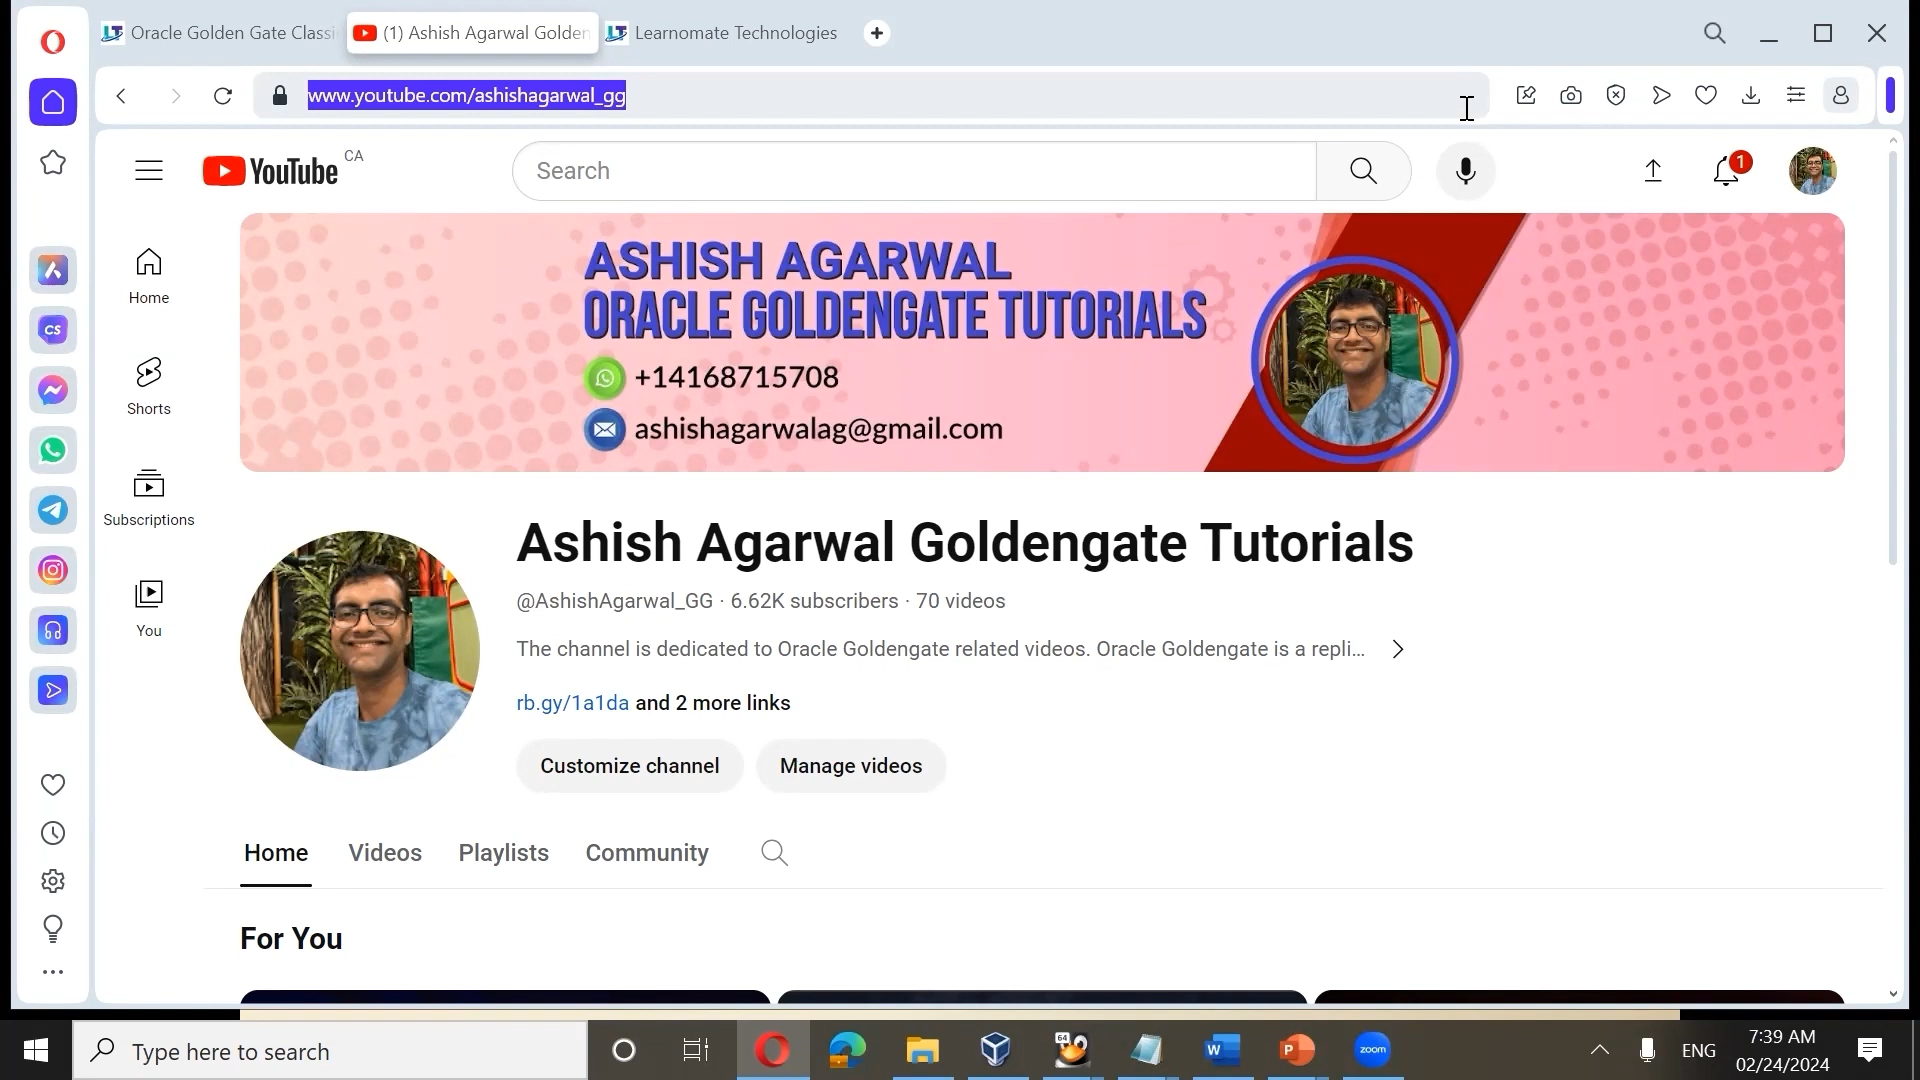 Oracle Golden Gate Classi
(1) Ashish Agarwal Golden
Learnomate Technologies
www.youtube.com/ashishagarwal_gg
YouTube CA
Search
1
ASHISH AGARWAL
ORACLE GOLDENGATE TUTORIALS
+14168715708
ashishagarwalag@gmail.com
Home
Shorts
Subscriptions
You
Ashish Agarwal Goldengate Tutorials
@AshishAgarwal_GG · 6.62K subscribers · 70 videos
The channel is dedicated to Oracle Goldengate related videos. Oracle Goldengate is a repli...
rb.gy/1a1da and 2 more links
Customize channel
Manage videos
Home
Videos
Playlists
Community
For You
CS
Type here to search
64
W
P
zoom
ENG
7:39 AM
02/24/2024